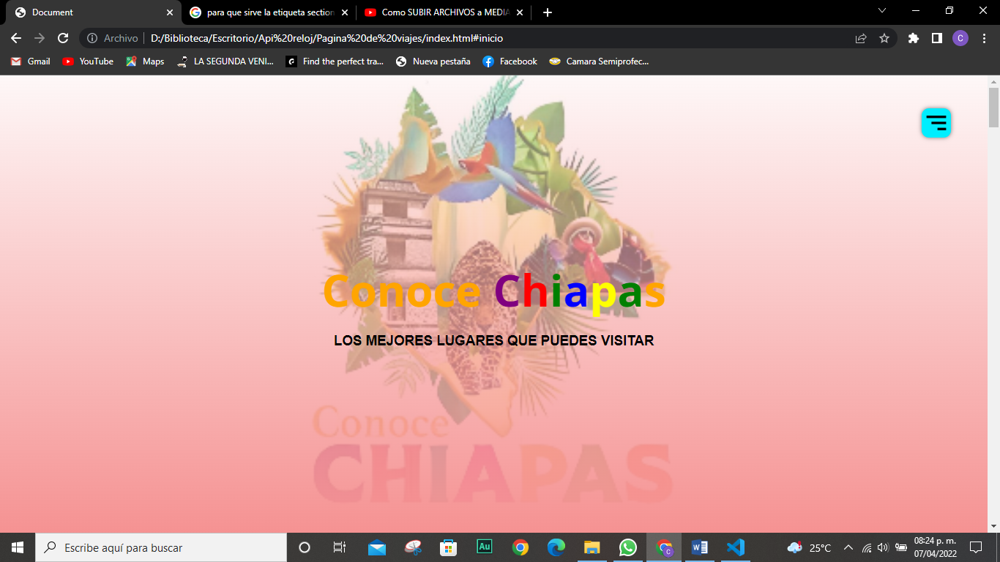 Document
para que sirve la etiqueta section
Como SUBIR ARCHIVOS a MEDIA
Archivo
D:/Biblioteca/Escritorio/Api%20reloj/Pagina%20de%20viajes/index.html#inicio
C
Gmail
YouTube
Maps
LA SEGUNDA VENI...
Find the perfect tra...
Nueva pestaña
Facebook
Camara Semiprofec...
Conoce Chiapas
LOS MEJORES LUGARES QUE PUEDES VISITAR
Conoce
CHIAPAS
Escribe aquí para buscar
Au
C
25°C
08:24 p. m.
07/04/2022